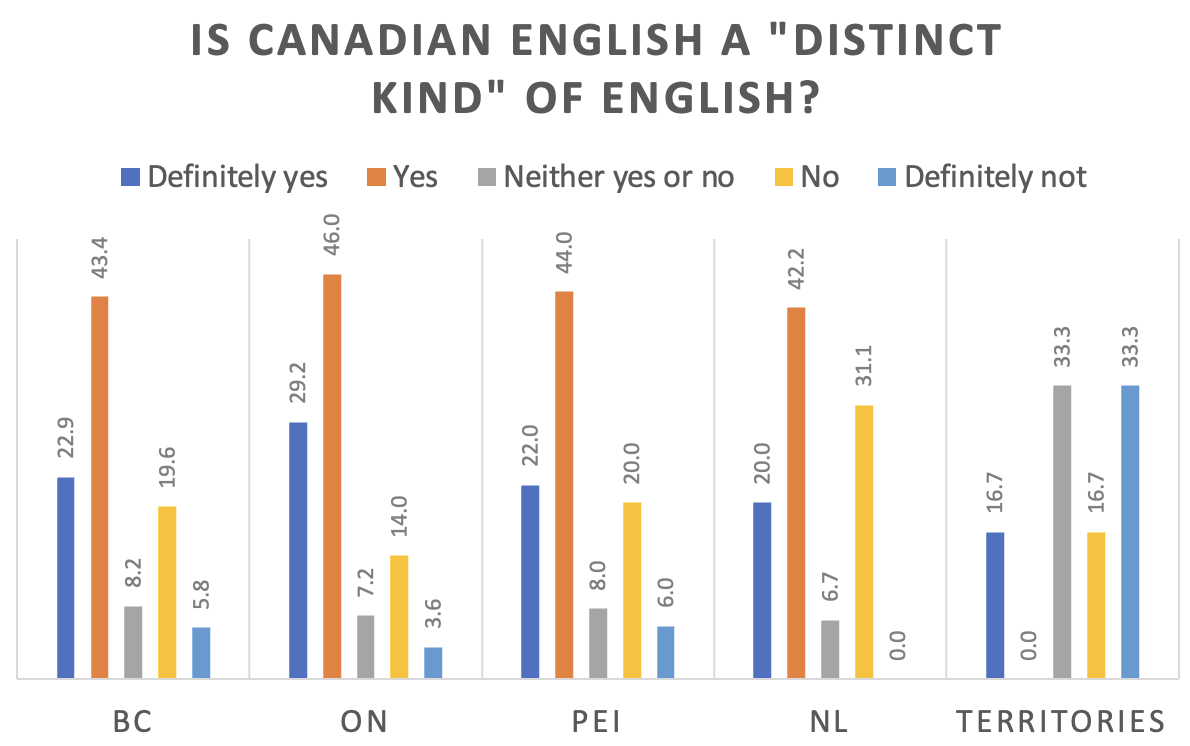 IS CANADIAN ENGLISH A "DISTINCT
KIND" OF ENGLISH?
Definitely yes Yes Neither yes or no No Definitely not
22.9 43.4 8.2 19.6 5.8
29.2 46.0 7.2 14.0 3.6
22.0 44.0 8.0 20.0 6.0
20.0 42.2 6.7 31.1 0.0
16.7 0.0 33.3 16.7 33.3
BC ON PEI NL TERRITORIES